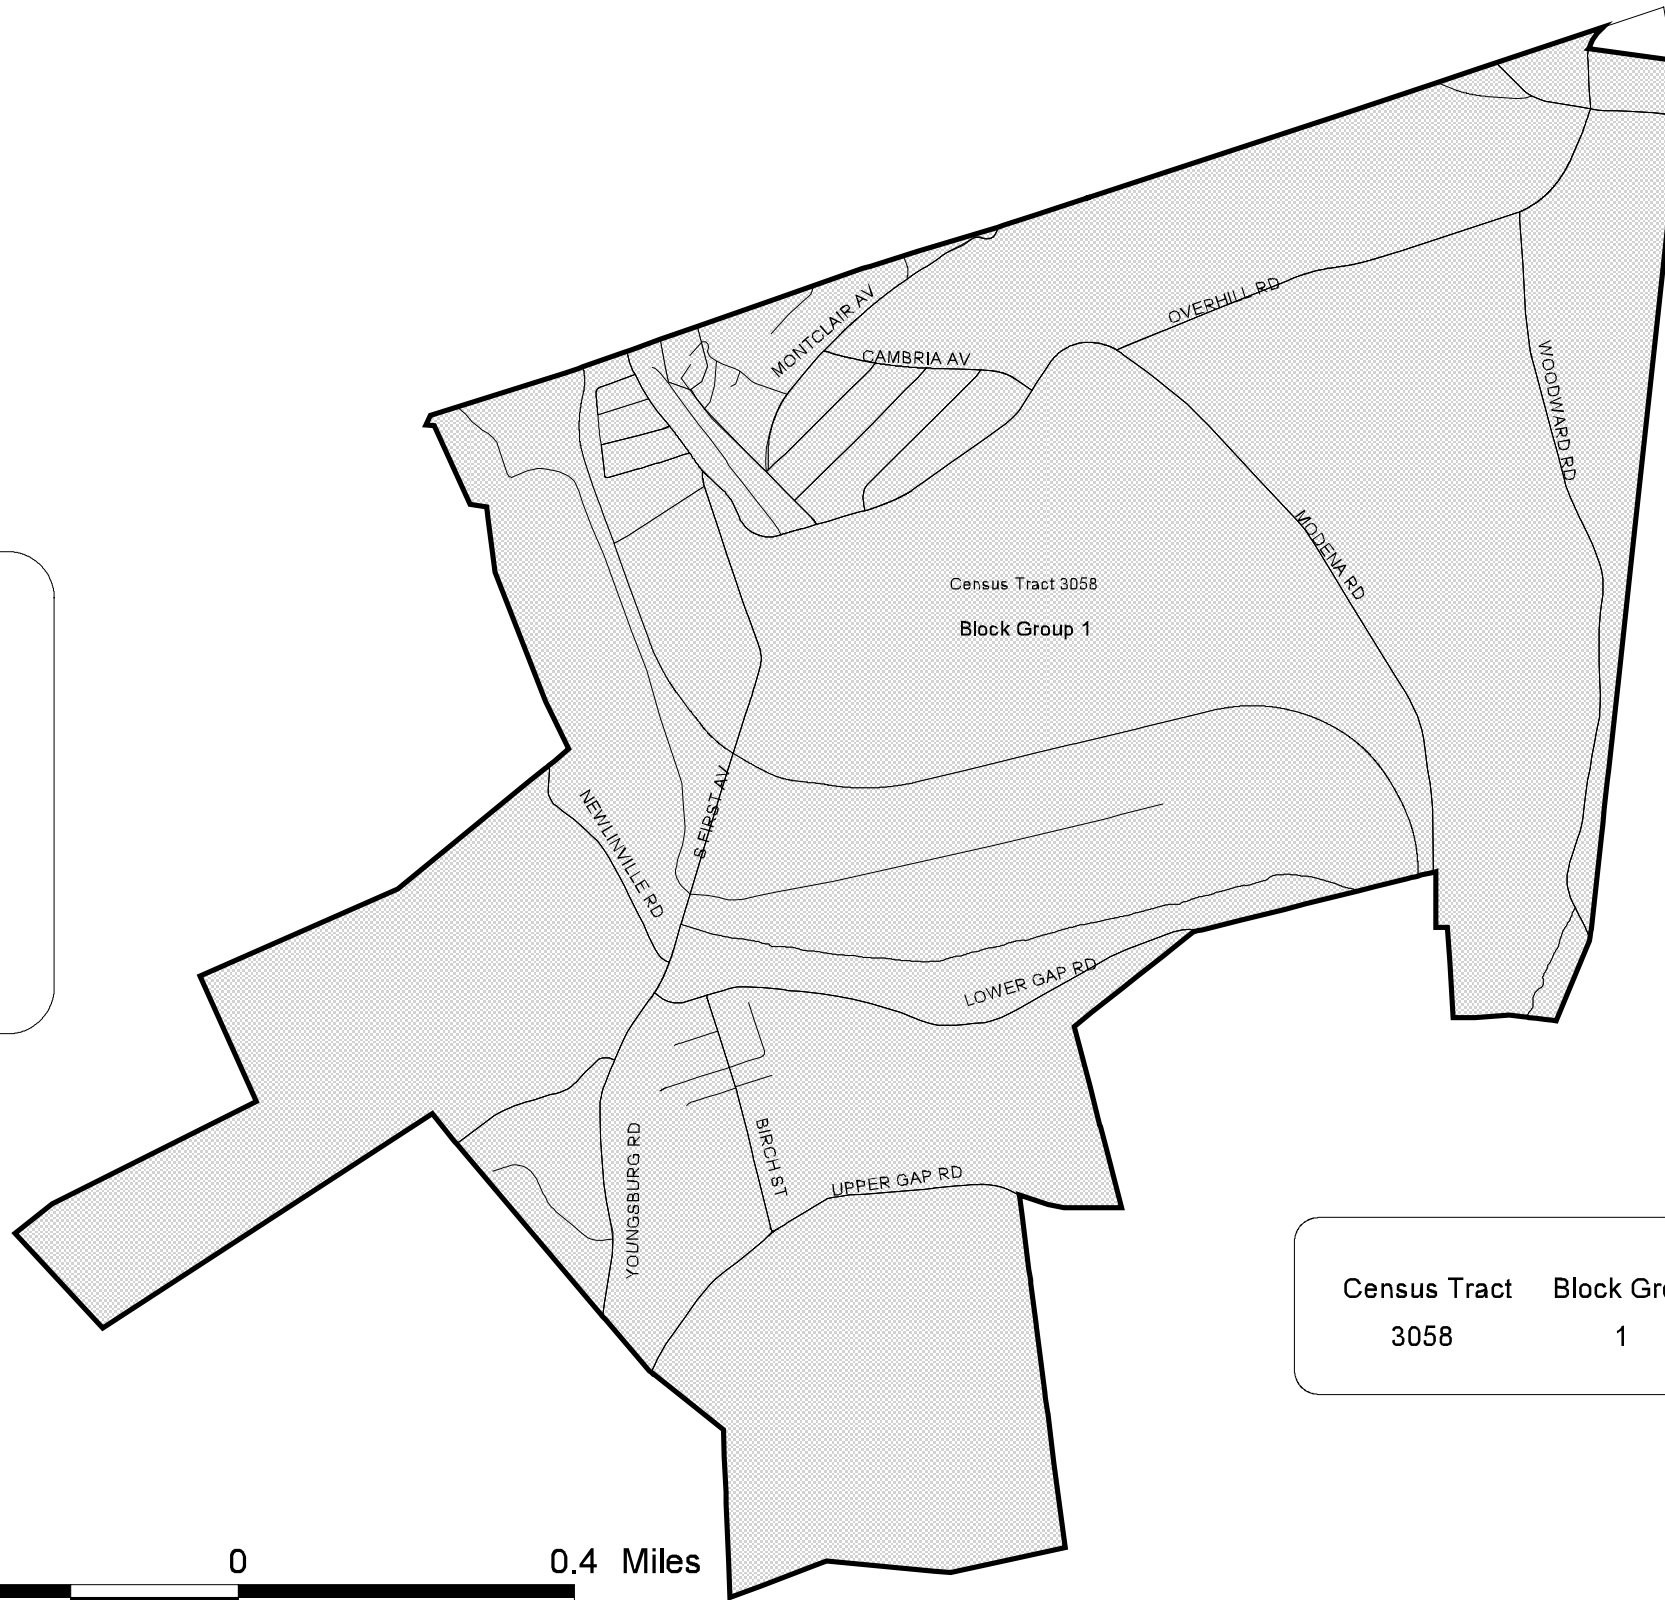 MONTCLAIR AV
OVERHILL RD
CAMBRIA AV
WOODWARD RD
MODENA RD
Census Tract 3058
Block Group 1
S FIRST AV
NEWLINVILLE RD
LOWER GAP RD
BIRCH ST
YOUNGSBURG RD
UPPER GAP RD
Census Tract Block Gro
3058 1
0 0.4 Miles